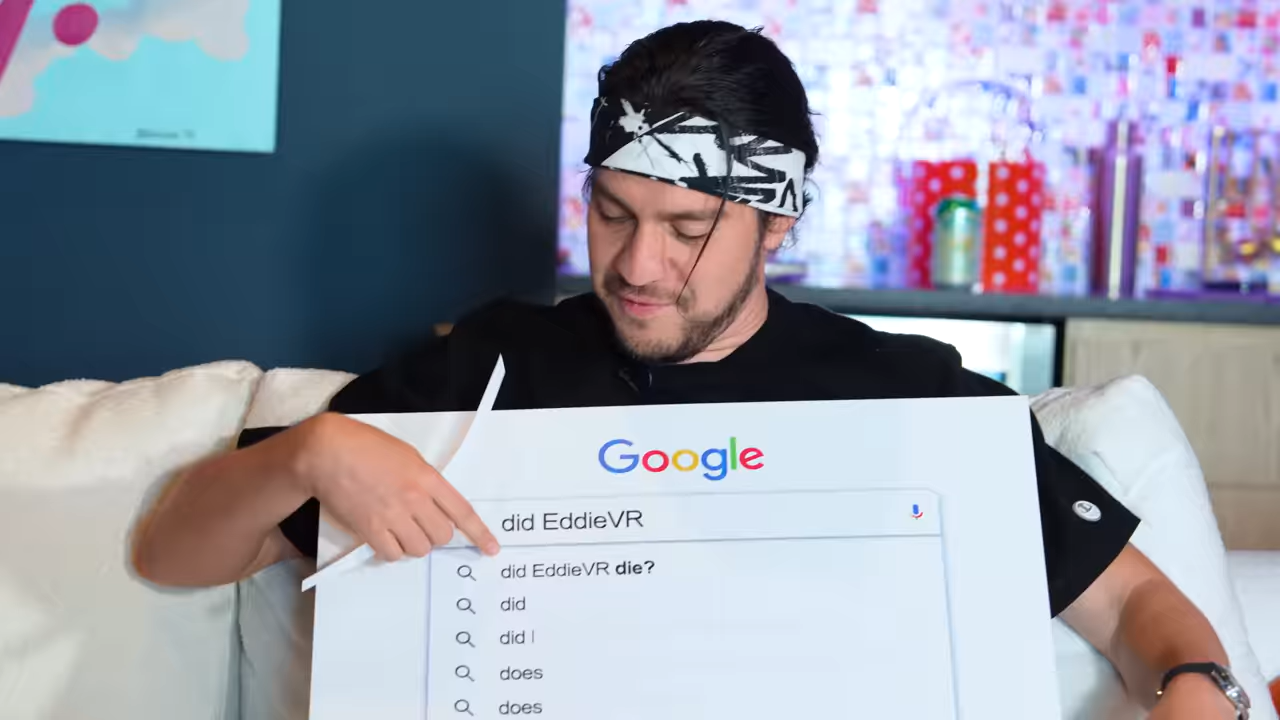 Google
did EddieVR
did EddieVR die?
did
did |
does
does